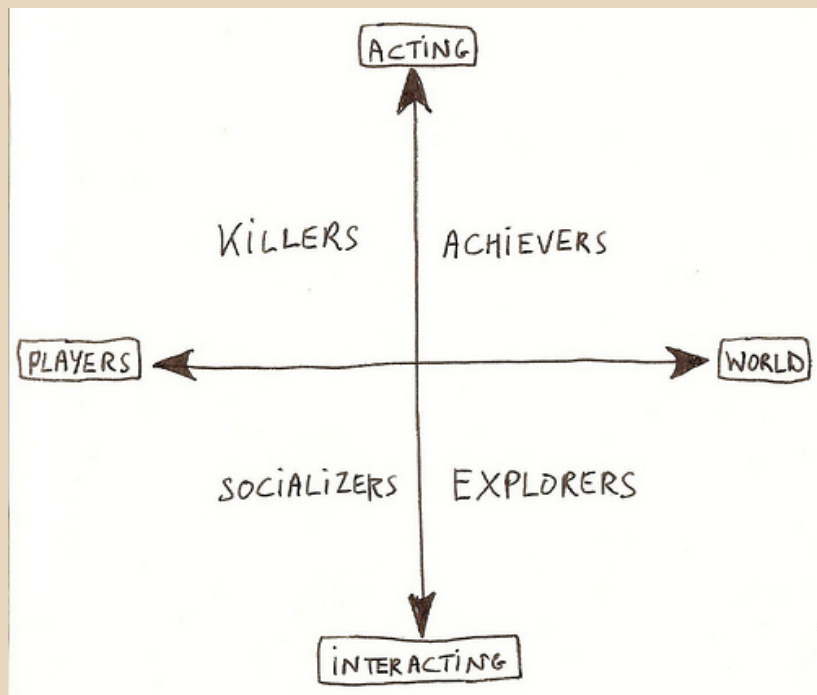 ACTING
KILLERS ACHIEVERS
PLAYERS WORLD
SOCIALIZERS EXPLORERS
INTERACTING